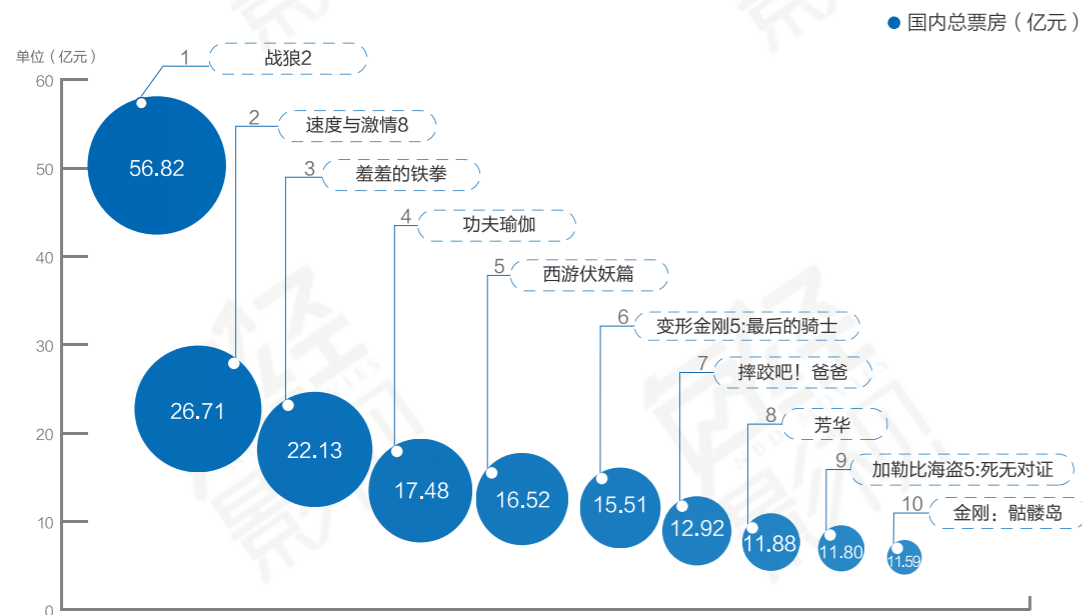 国内总票房（亿元）
单位（亿元）
1 战狼2
2 速度与激情8
3 羞羞的铁拳
4 功夫瑜伽
5 西游伏妖篇
6 变形金刚5:最后的骑士
7 摔跤吧！爸爸
8 芳华
9 加勒比海盗5:死无对证
10 金刚：骷髅岛
60
50
40
30
20
10
0
56.82
26.71
22.13
17.48
16.52
15.51
12.92
11.88
11.80
11.59